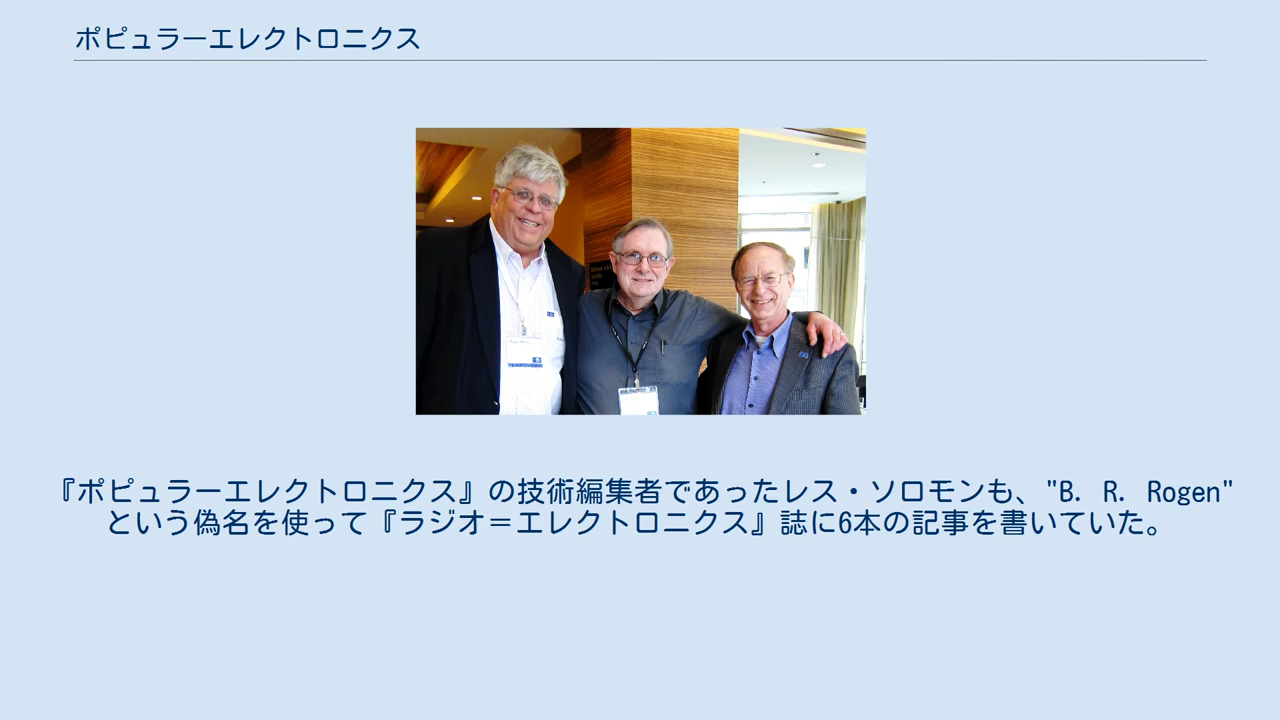 ポピュラーエレクトロニクス
『ポピュラーエレクトロニクス』の技術編集者であったレス・ソロモンも、"B. R. Rogen"
という偽名を使って『ラジオ＝エレクトロニクス』誌に6本の記事を書いていた。